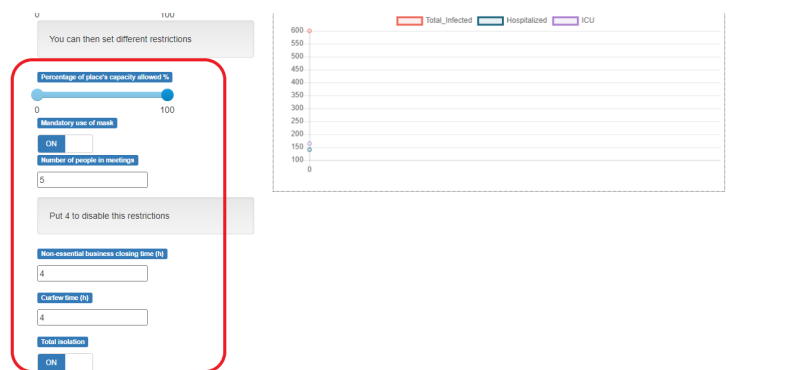 0 100
You can then set different restrictions
Percentage of place's capacity allowed %
0 100
Mandatory use of mask
ON
Number of people in meetings
5
Put 4 to disable this restrictions
Non-essential business closing time (h)
4
Curfew time (h)
4
Total isolation
ON
Total_Infected Hospitalized ICU
600
550
500
450
400
350
300
250
200
150
100
0